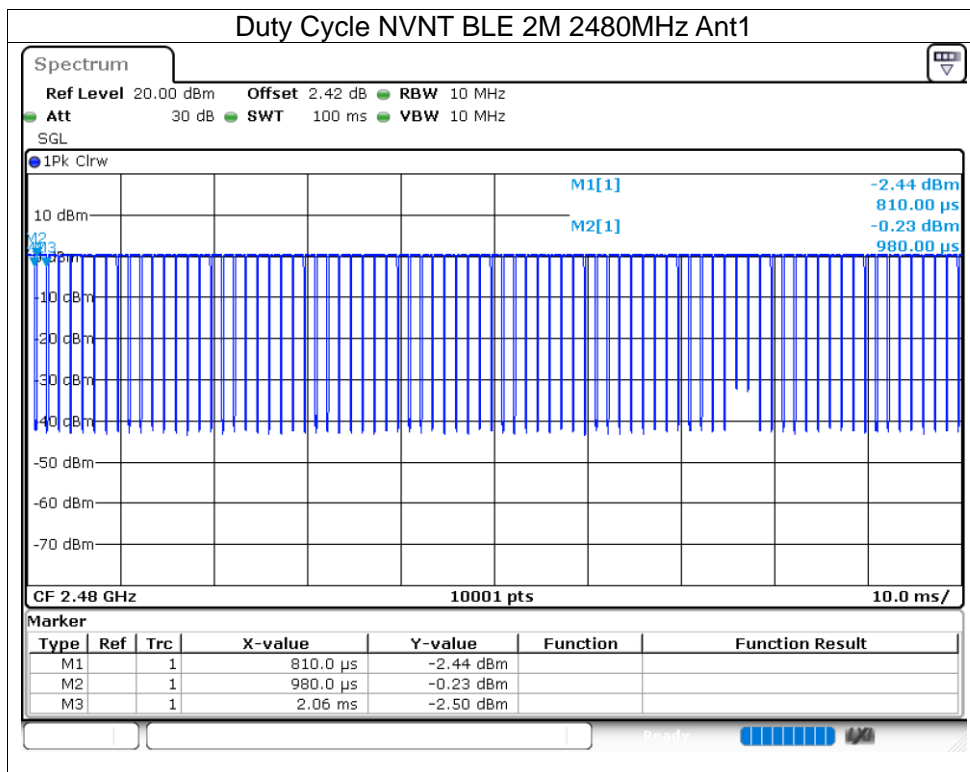 Duty Cycle NVNT BLE 2M 2480MHz Ant1
Spectrum
Ref Level 20.00 dBm Offset 2.42 dB RBW 10 MHz
Att 30 dB SWT 100 ms VBW 10 MHz
SGL
1Pk Clrw
M1[1] -2.44 dBm
810.00 µs
10 dBm
M2[1] -0.23 dBm
980.00 µs
M2
M3
-10 dBm
-20 dBm
-30 dBm
-40 dBm
-50 dBm
-60 dBm
-70 dBm
CF 2.48 GHz 10001 pts 10.0 ms/
Marker
Type Ref Trc X-value Y-value Function Function Result
M1 1 810.0 µs -2.44 dBm
M2 1 980.0 µs -0.23 dBm
M3 1 2.06 ms -2.50 dBm
Ready LXI